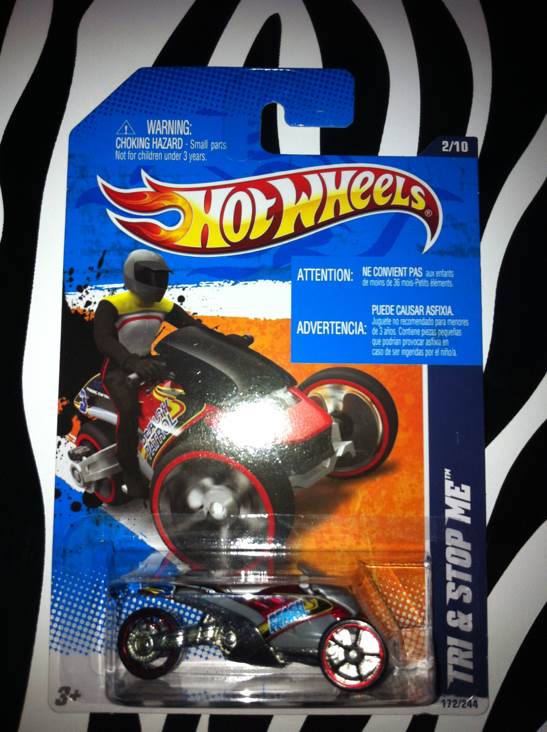 WARNING:
CHOKING HAZARD - Small parts
Not for children under 3 years.
2/10
HOT WHEELS®
ATTENTION: NE CONVIENT PAS aux enfants
de moins de 36 mois-Petits éléments.
ADVERTENCIA: PUEDE CAUSAR ASFIXIA.
Juguete no recomendado para menores
de 3 años. Contiene piezas pequeñas
que podrían provocar asfixia en
caso de ser ingeridas por el niño/a.
TRI & STOP ME™
3+
172/244